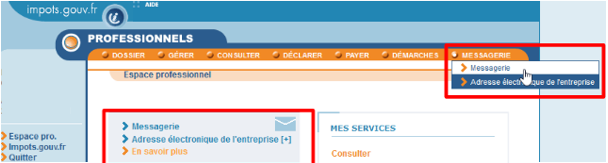 impots.gouv.fr
AIDE
PROFESSIONNELS
DOSSIER GÉRER CONSULTER DÉCLARER PAYER DÉMARCHES MESSAGERIE
Messagerie
Adresse électronique de l'entreprise
Espace professionnel
Messagerie
Adresse électronique de l'entreprise [+]
En savoir plus
MES SERVICES
Consulter
Espace pro.
Impots.gouv.fr
Quitter